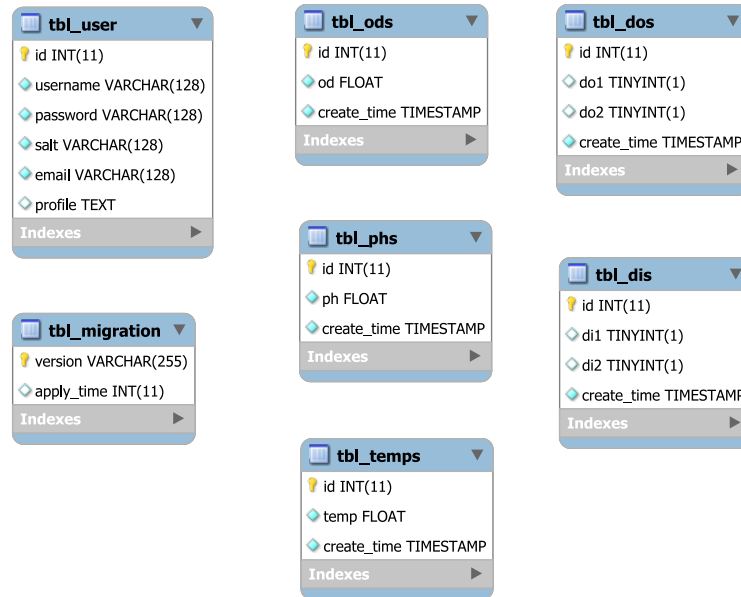 tbl_user
id INT(11)
username VARCHAR(128)
password VARCHAR(128)
salt VARCHAR(128)
email VARCHAR(128)
profile TEXT
Indexes
tbl_migration
version VARCHAR(255)
apply_time INT(11)
Indexes
tbl_ods
id INT(11)
od FLOAT
create_time TIMESTAMP
Indexes
tbl_phs
id INT(11)
ph FLOAT
create_time TIMESTAMP
Indexes
tbl_temps
id INT(11)
temp FLOAT
create_time TIMESTAMP
Indexes
tbl_dos
id INT(11)
do1 TINYINT(1)
do2 TINYINT(1)
create_time TIMESTAMP
Indexes
tbl_dis
id INT(11)
di1 TINYINT(1)
di2 TINYINT(1)
create_time TIMESTAMP
Indexes